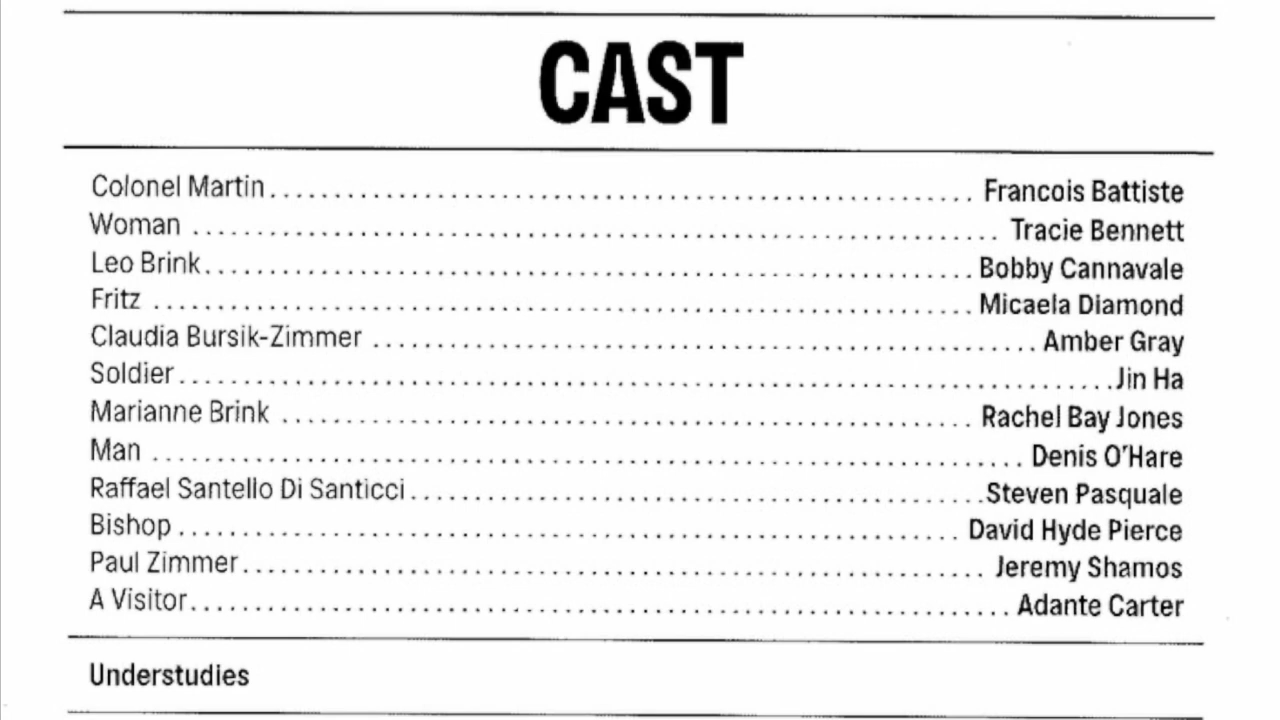 CAST
Colonel Martin........................................................Francois Battiste
Woman........................................................Tracie Bennett
Leo Brink........................................................Bobby Cannavale
Fritz........................................................Micaela Diamond
Claudia Bursik-Zimmer........................................................Amber Gray
Soldier........................................................Jin Ha
Marianne Brink........................................................Rachel Bay Jones
Man........................................................Denis O'Hare
Raffael Santello Di Santicci........................................................Steven Pasquale
Bishop........................................................David Hyde Pierce
Paul Zimmer........................................................Jeremy Shamos
A Visitor........................................................Adante Carter
Understudies